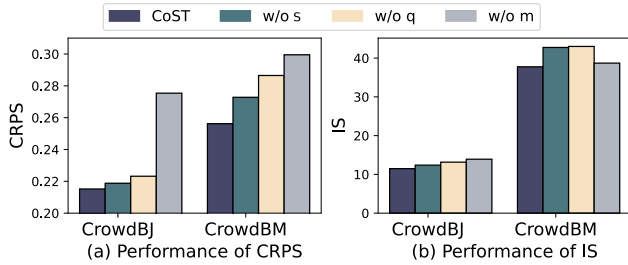 CoST w/o s w/o q w/o m
CRPS
0.30
0.28
0.26
0.24
0.22
0.20
CrowdBJ CrowdBM
(a) Performance of CRPS
IS
40
30
20
10
0
CrowdBJ CrowdBM
(b) Performance of IS